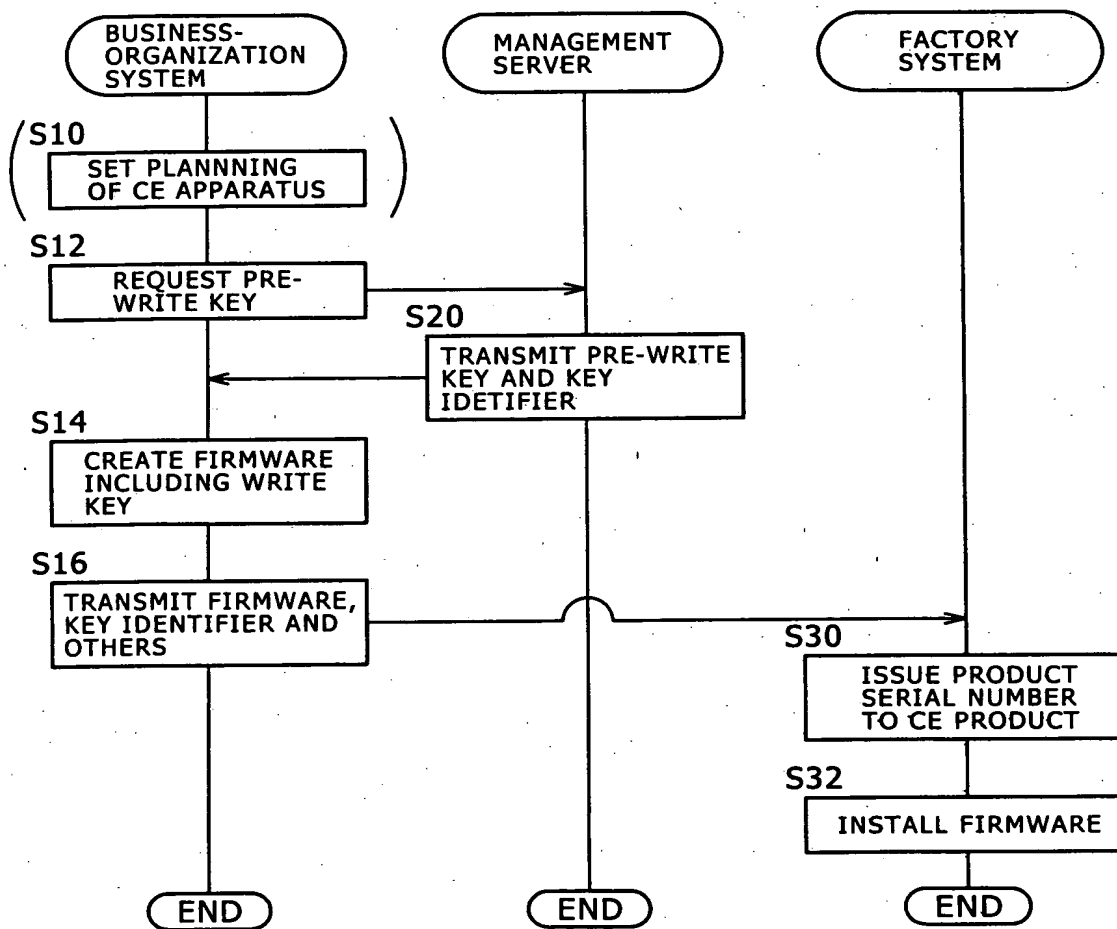 BUSINESS-
ORGANIZATION
SYSTEM
MANAGEMENT
SERVER
FACTORY
SYSTEM
S10
SET PLANNNING
OF CE APPARATUS
S12
REQUEST PRE-
WRITE KEY
S20
TRANSMIT PRE-WRITE
KEY AND KEY
IDETIFIER
S14
CREATE FIRMWARE
INCLUDING WRITE
KEY
S16
TRANSMIT FIRMWARE,
KEY IDENTIFIER AND
OTHERS
S30
ISSUE PRODUCT
SERIAL NUMBER
TO CE PRODUCT
S32
INSTALL FIRMWARE
END
END
END